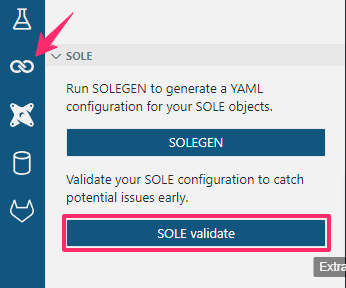 SOLE
Run SOLEGEN to generate a YAML
configuration for your SOLE objects.
SOLEGEN
Validate your SOLE configuration to catch
potential issues early.
SOLE validate
Extra